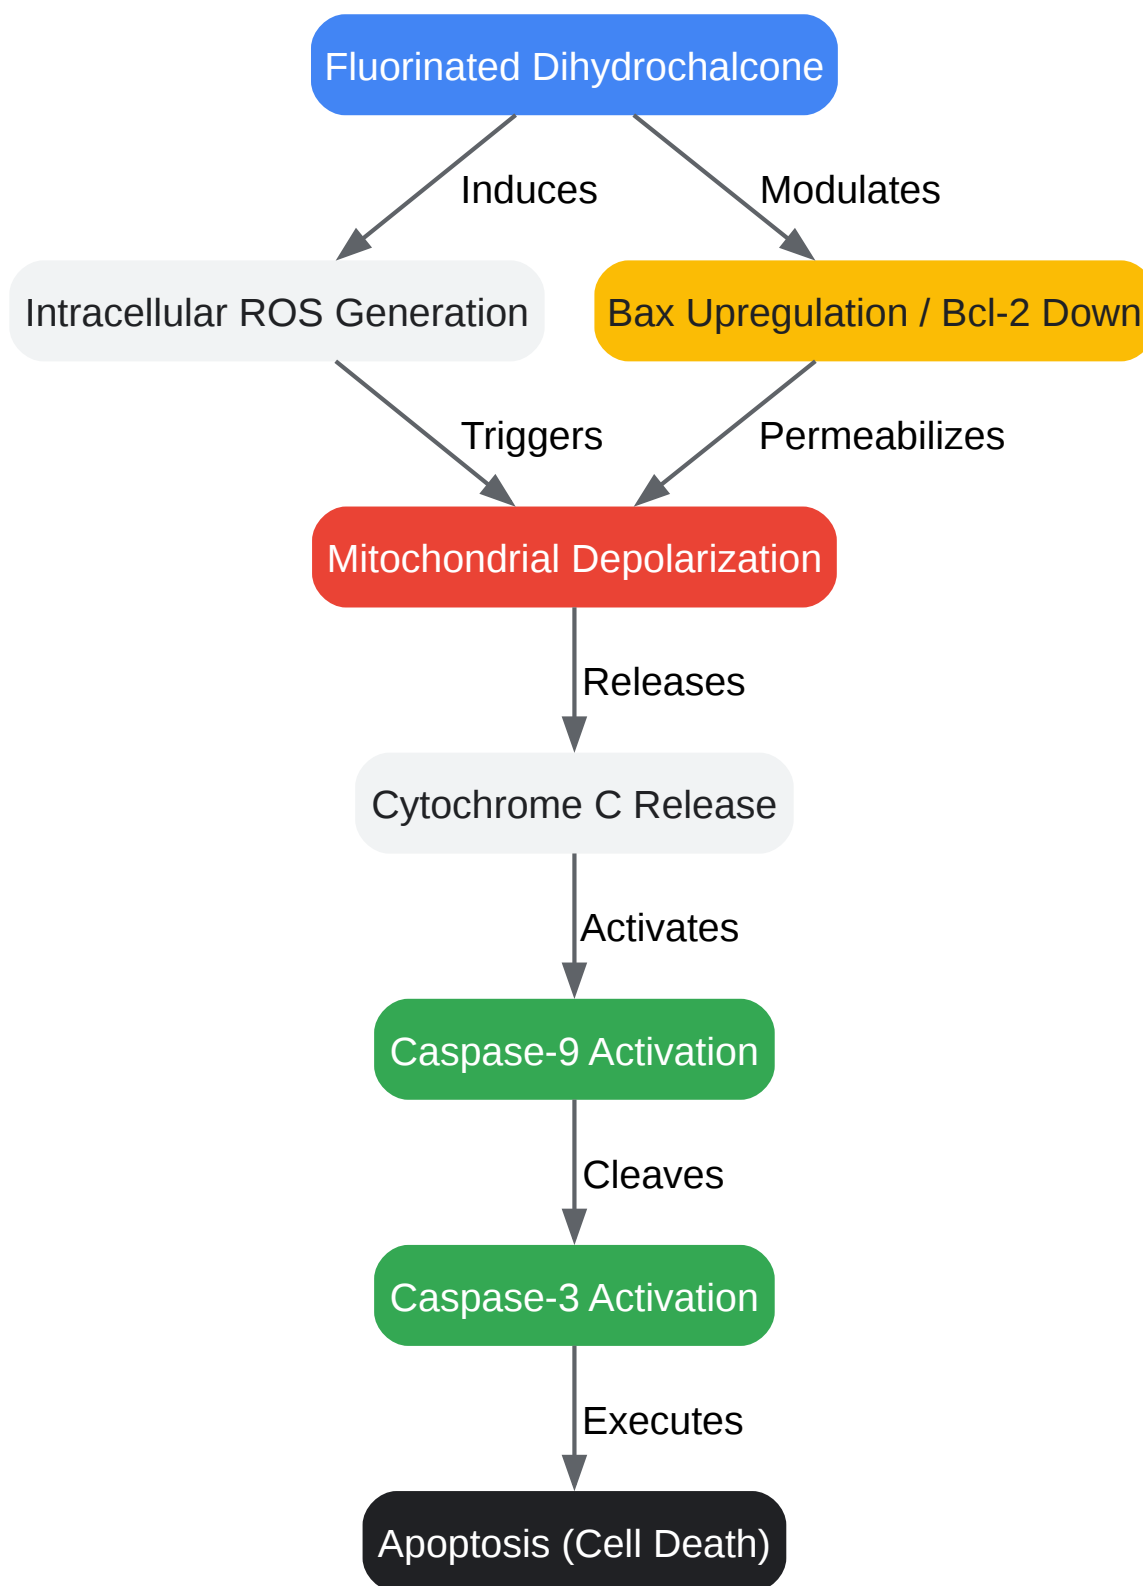 Fluorinated Dihydrochalcone
Induces
Modulates
Intracellular ROS Generation
Bax Upregulation / Bcl-2 Down
Triggers
Permeabilizes
Mitochondrial Depolarization
Releases
Cytochrome C Release
Activates
Caspase-9 Activation
Cleaves
Caspase-3 Activation
Executes
Apoptosis (Cell Death)